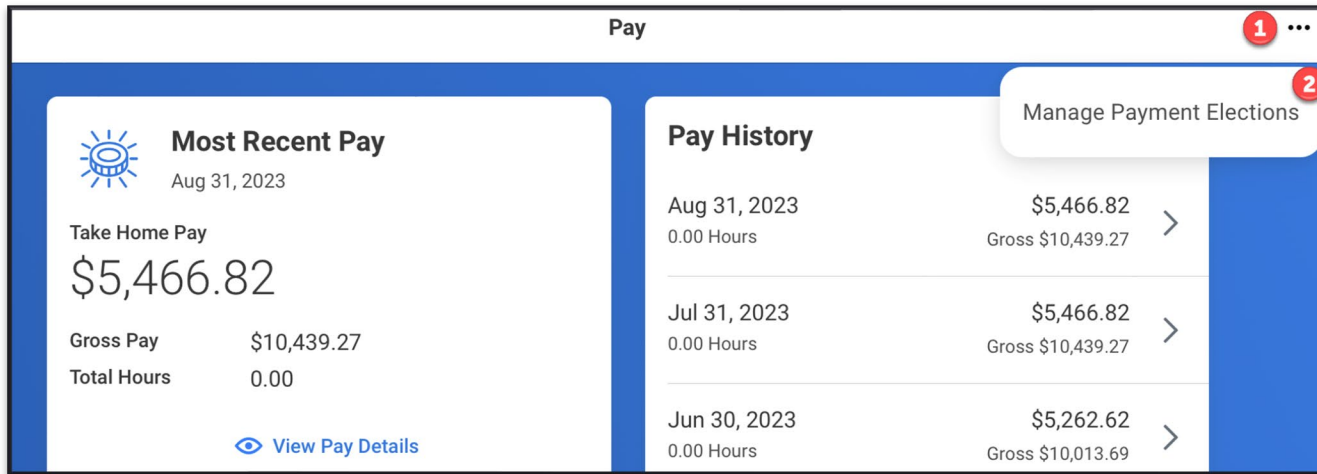 Pay
1 •••
2
Manage Payment Elections
Most Recent Pay
Aug 31, 2023
Take Home Pay
$5,466.82
Gross Pay $10,439.27
Total Hours 0.00
View Pay Details
Pay History
Aug 31, 2023 $5,466.82
0.00 Hours Gross $10,439.27
Jul 31, 2023 $5,466.82
0.00 Hours Gross $10,439.27
Jun 30, 2023 $5,262.62
0.00 Hours Gross $10,013.69